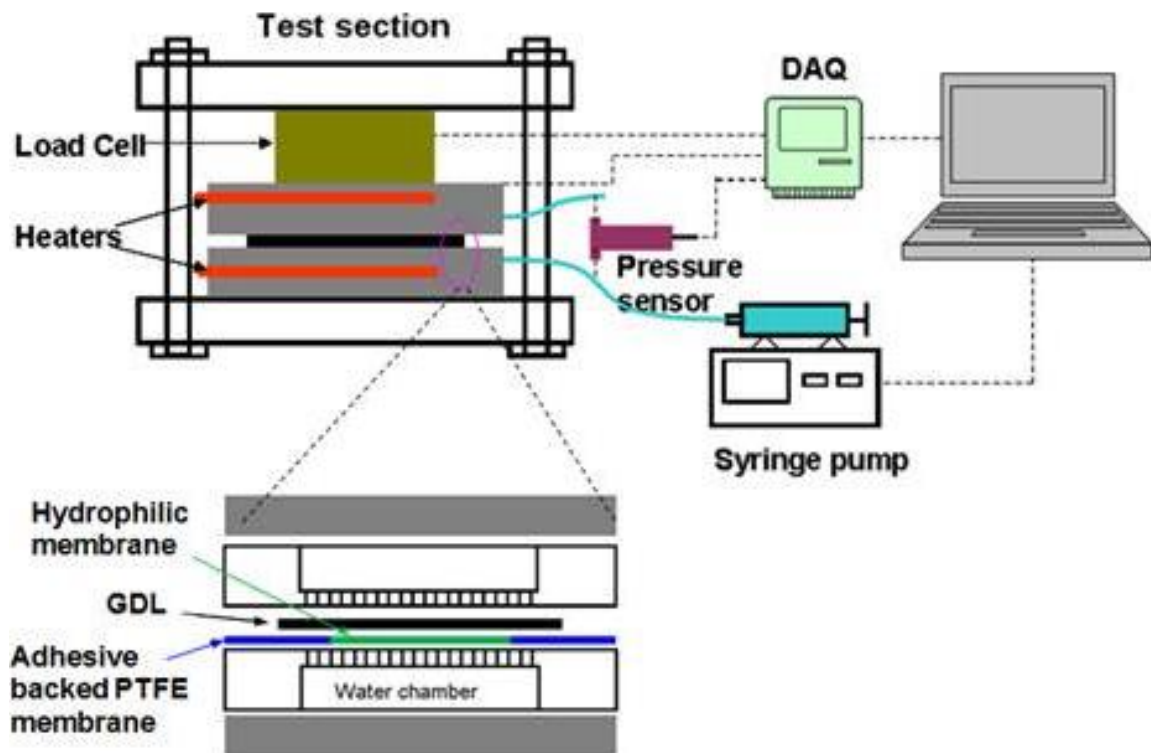 Test section
DAQ
Load Cell
Heaters
Pressure
sensor
Syringe pump
Hydrophilic
membrane
GDL
Adhesive
backed PTFE
membrane
Water chamber